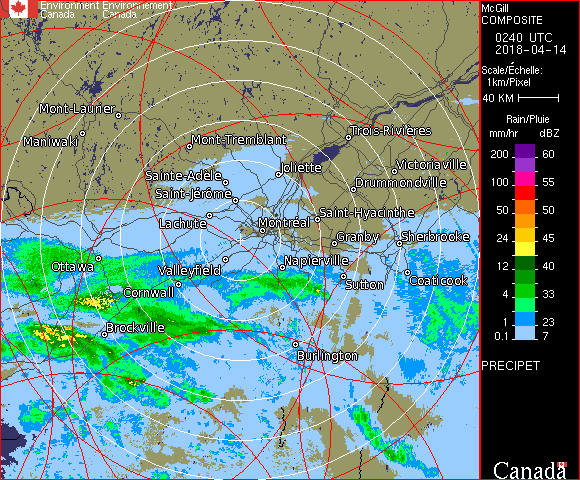 Environment Environnement
Canada Canada
McGill
COMPOSITE
0240 UTC
2018-04-14
Scale/Échelle:
1km/Pixel
40 KM
Rain/Pluie
mm/hr dBZ
200 60
100 55
50 50
24 45
12 40
4 33
1 23
0.1 7
PRECIPET
Canada
Mont-Laurier
Maniwaki
Mont-Tremblant
Trois-Rivières
Joliette
Victoriaville
Sainte-Adele
Drummondville
Saint-Jérôme
Saint-Hyacinthe
Lachute
Montréal
Granby
Sherbrooke
Ottawa
Valleyfield
Napierville
Sutton
Coaticook
Cornwall
Brockville
Burlington